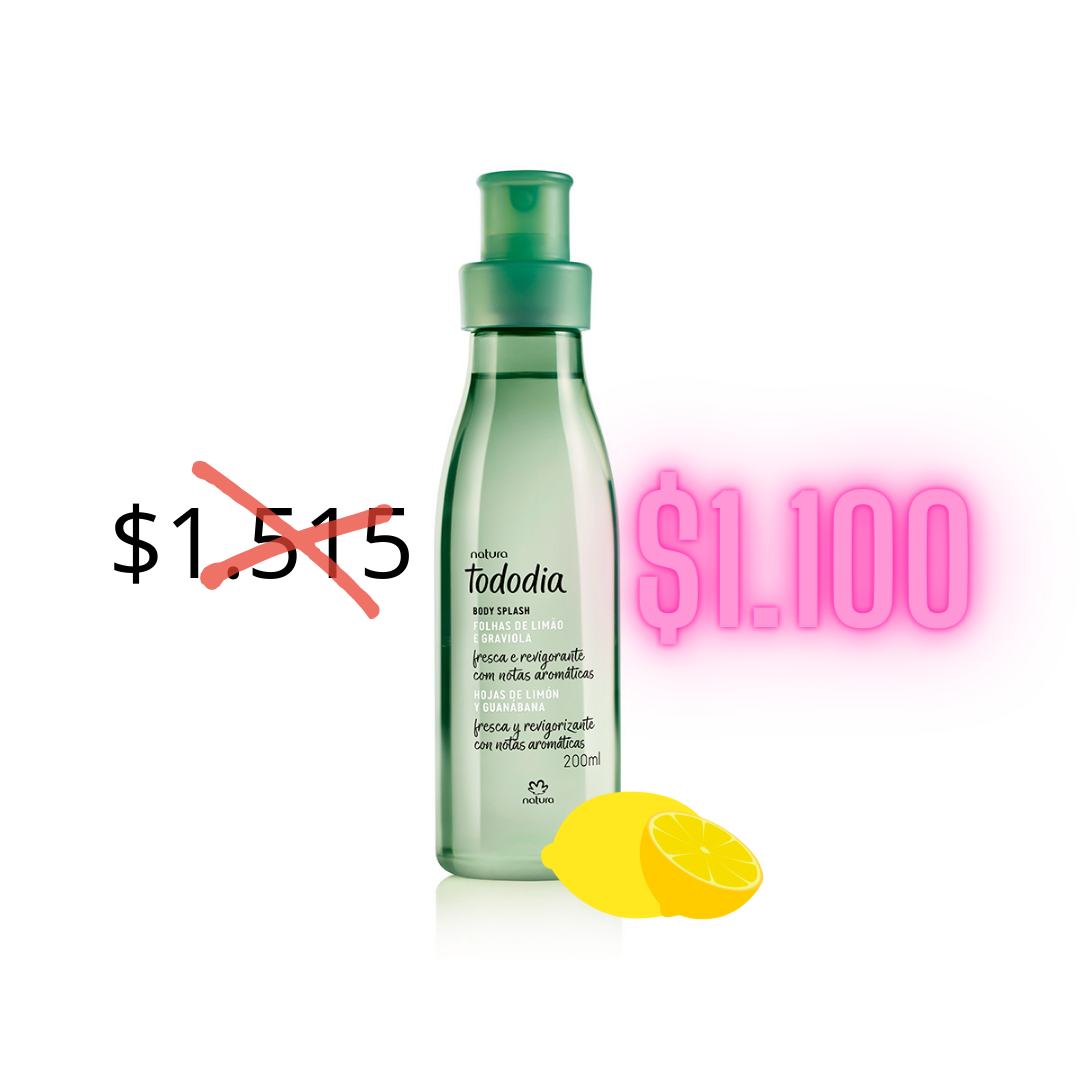 $1.515
natura
tododia
BODY SPLASH
FOLHAS DE LIMÃO
E GRAVIOLA
fresca e revigorante
com notas aromáticas
HOJAS DE LIMÓN
Y GUANÁBANA
fresca y revigorizante
con notas aromáticas
200ml
natura
$1.100